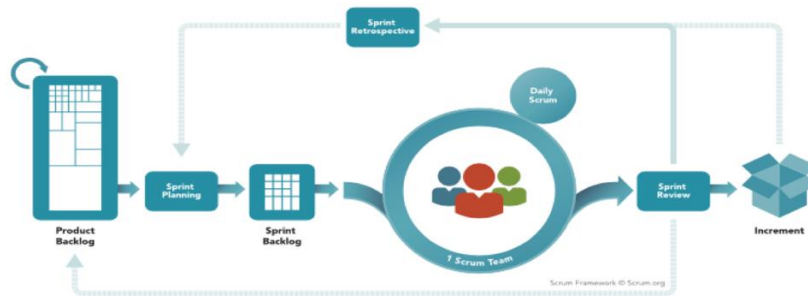 Sprint
Retrospective
Daily
Scrum
Sprint
Planning
Sprint
Review
Product
Backlog
Sprint
Backlog
1 Scrum Team
Increment
Scrum Framework © Scrum.org